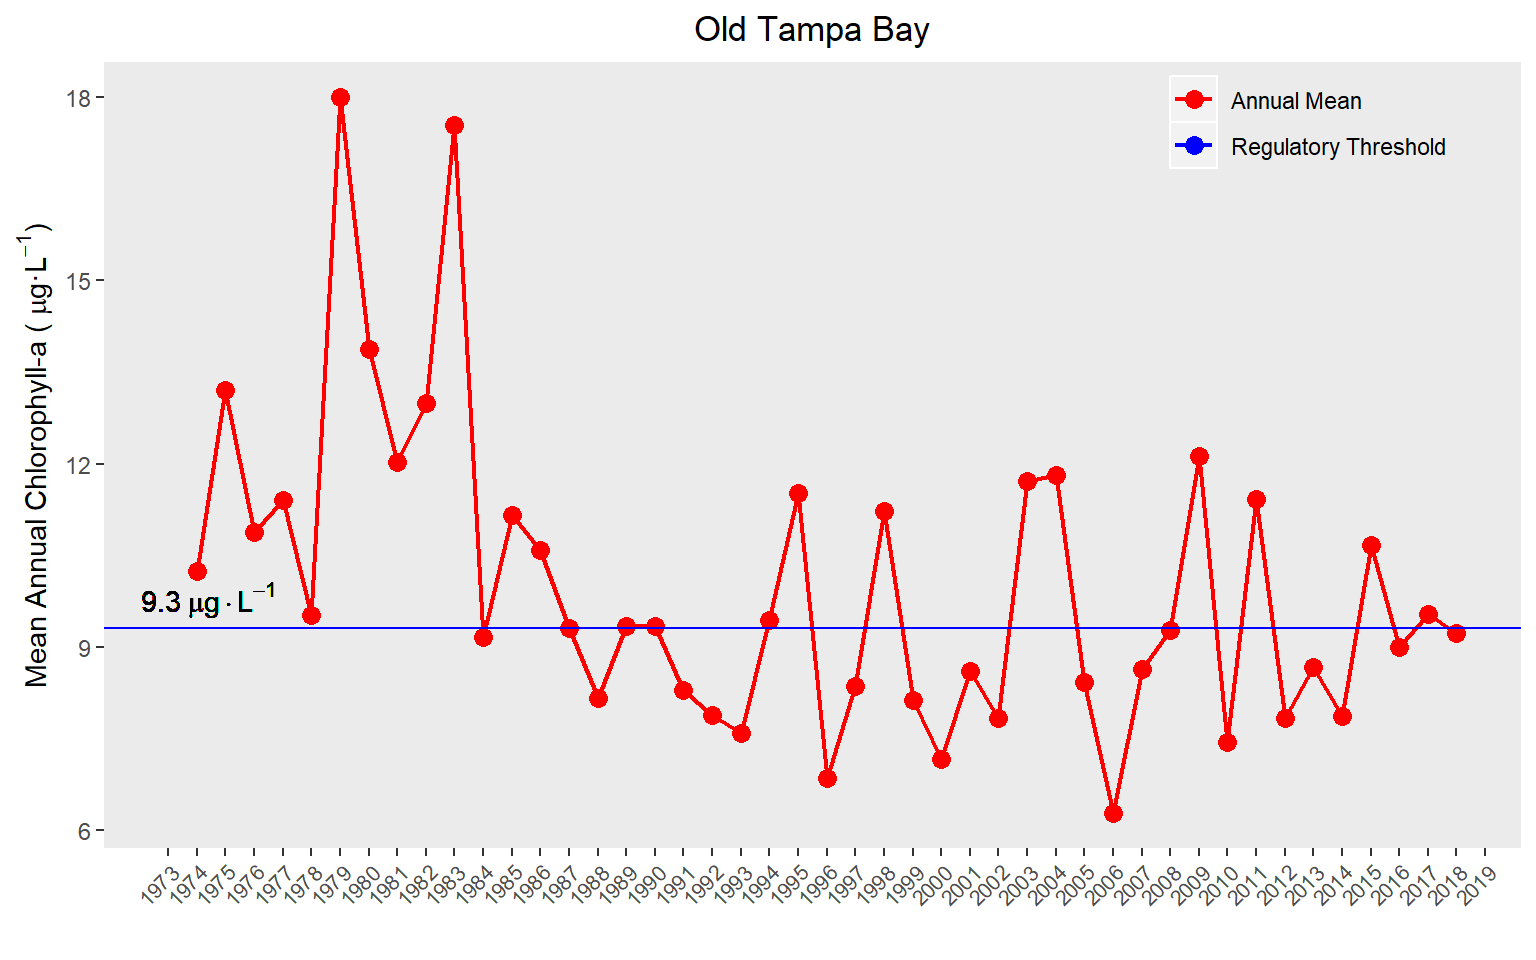 Old Tampa Bay
Annual Mean
Regulatory Threshold
Mean Annual Chlorophyll-a ( μg·L⁻¹)
18
15
12
9
6
9.3 μg·L⁻¹
1973 1974 1975 1976 1977 1978 1979 1980 1981 1982 1983 1984 1985 1986 1987 1988 1989 1990 1991 1992 1993 1994 1995 1996 1997 1998 1999 2000 2001 2002 2003 2004 2005 2006 2007 2008 2009 2010 2011 2012 2013 2014 2015 2016 2017 2018 2019